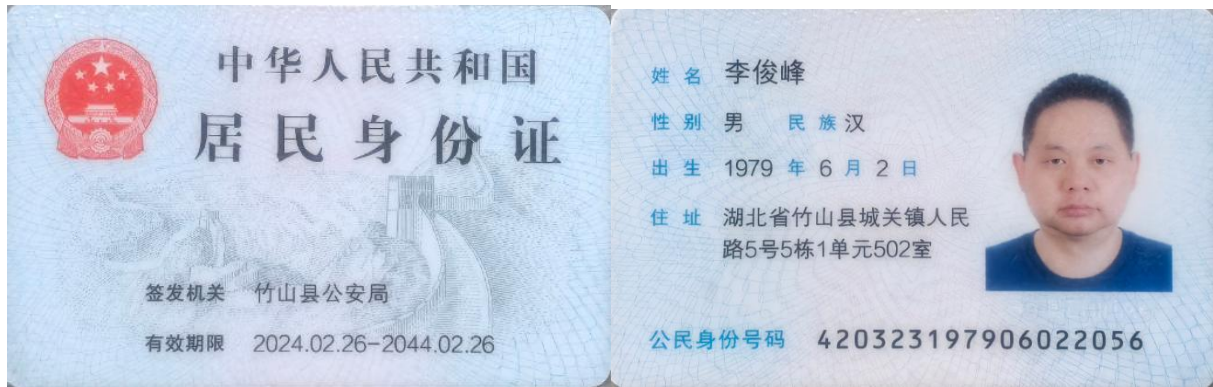 中华人民共和国
居民身份证
签发机关 竹山县公安局
有效期限 2024.02.26-2044.02.26
姓名 李俊峰
性别 男 民族 汉
出生 1979 年 6 月 2 日
住址 湖北省竹山县城关镇人民
路5号5栋1单元502室
公民身份号码 420323197906022056